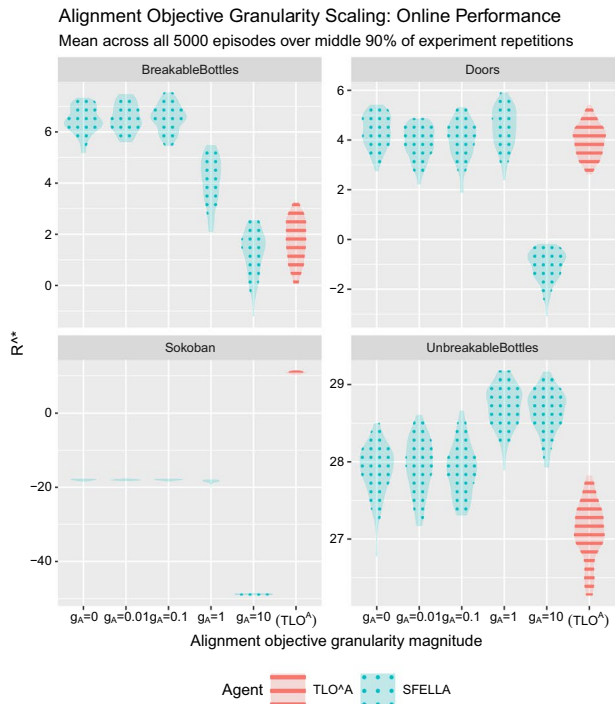 Alignment Objective Granularity Scaling: Online Performance
Mean across all 5000 episodes over middle 90% of experiment repetitions
BreakableBottles
Doors
6
4
2
0
6
4
2
0
−2
R^*
Sokoban
UnbreakableBottles
0
−20
−40
29
28
27
gA=0 gA=0.01 gA=0.1 gA=1 gA=10 (TLO^A)
gA=0 gA=0.01 gA=0.1 gA=1 gA=10 (TLO^A)
Alignment objective granularity magnitude
Agent TLO^A SFELLA